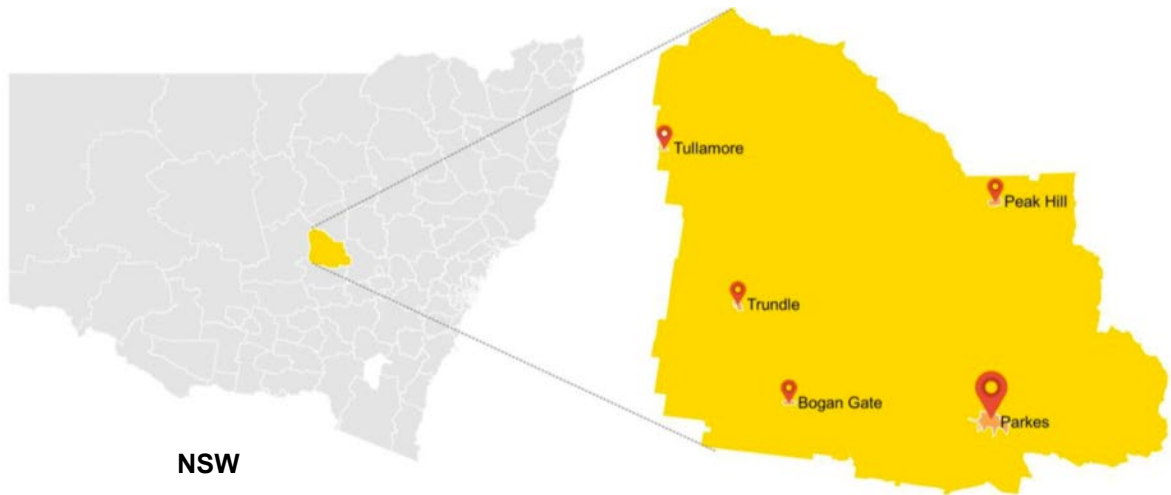 Tullamore
Peak Hill
Trundle
Bogan Gate
Parkes
NSW